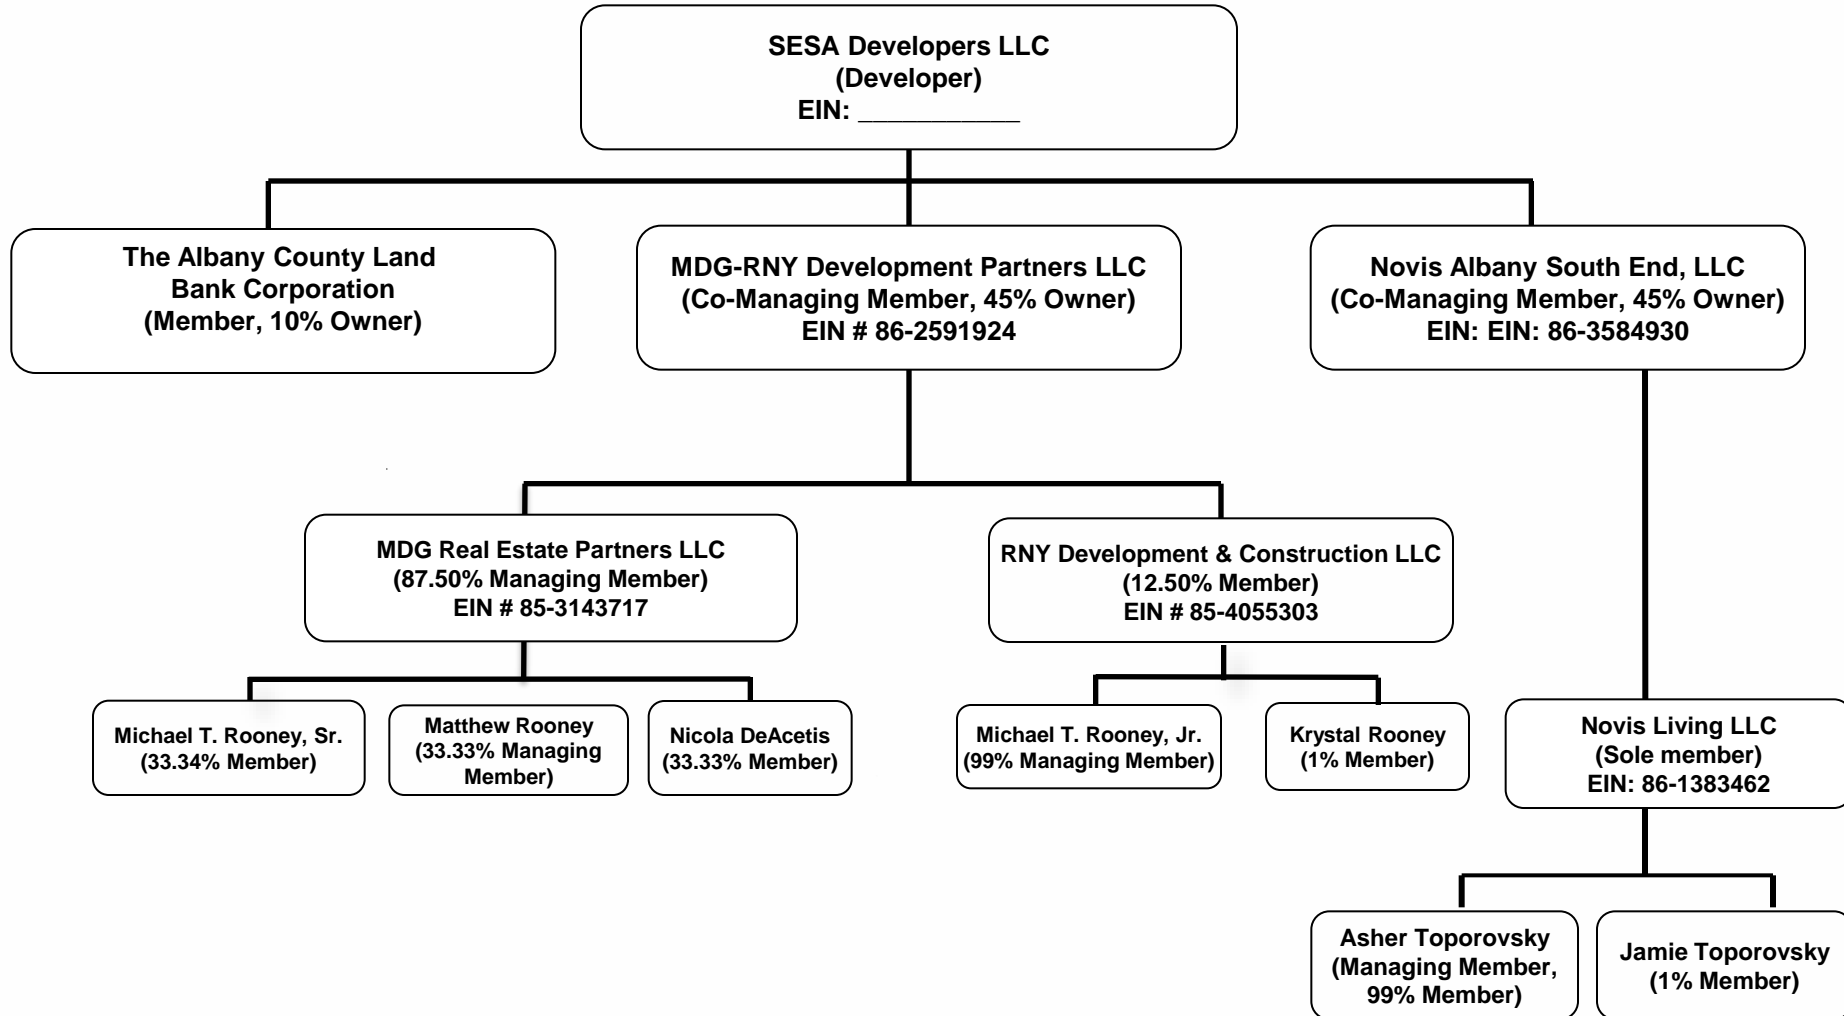 SESA Developers LLC
(Developer)
EIN: ___________
The Albany County Land
Bank Corporation
(Member, 10% Owner)
MDG-RNY Development Partners LLC
(Co-Managing Member, 45% Owner)
EIN # 86-2591924
Novis Albany South End, LLC
(Co-Managing Member, 45% Owner)
EIN: EIN: 86-3584930
MDG Real Estate Partners LLC
(87.50% Managing Member)
EIN # 85-3143717
RNY Development & Construction LLC
(12.50% Member)
EIN # 85-4055303
Michael T. Rooney, Sr.
(33.34% Member)
Matthew Rooney
(33.33% Managing
Member)
Nicola DeAcetis
(33.33% Member)
Michael T. Rooney, Jr.
(99% Managing Member)
Krystal Rooney
(1% Member)
Novis Living LLC
(Sole member)
EIN: 86-1383462
Asher Toporovsky
(Managing Member,
99% Member)
Jamie Toporovsky
(1% Member)